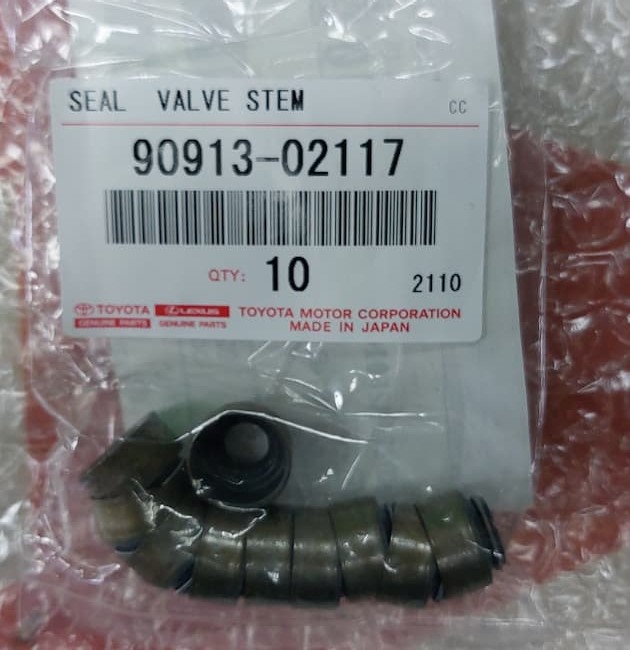 SEAL VALVE STEM CC
90913-02117
QTY: 10 2110
TOYOTA LEXUS TOYOTA MOTOR CORPORATION
GENUINE PARTS GENUINE PARTS MADE IN JAPAN